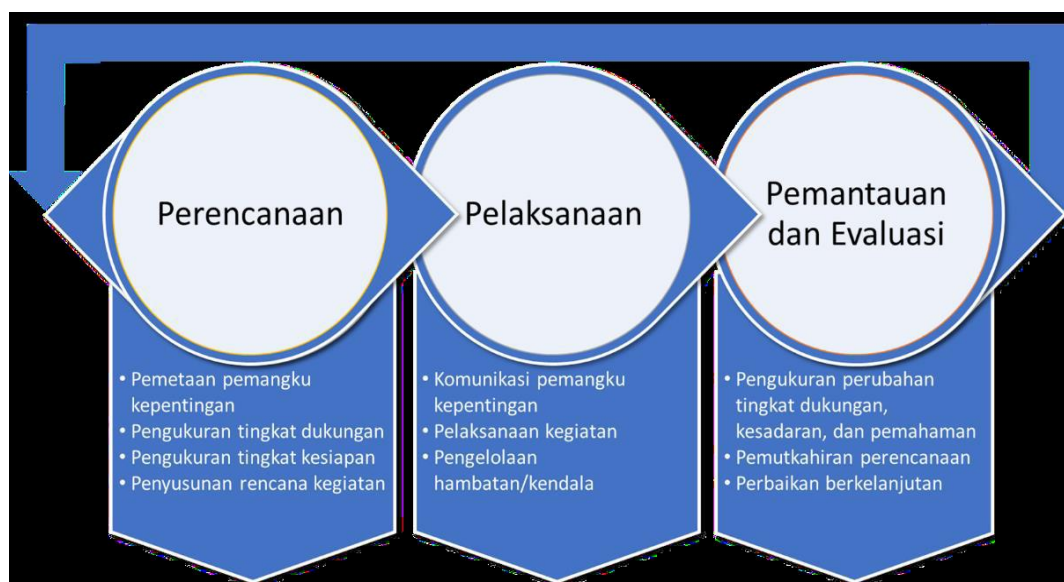 Perencanaan
• Pemetaan pemangku
kepentingan
• Pengukuran tingkat dukungan
• Pengukuran tingkat kesiapan
• Penyusunan rencana kegiatan
Pelaksanaan
• Komunikasi pemangku
kepentingan
• Pelaksanaan kegiatan
• Pengelolaan
hambatan/kendala
Pemantauan
dan Evaluasi
• Pengukuran perubahan
tingkat dukungan,
kesadaran, dan pemahaman
• Pemutkahiran perencanaan
• Perbaikan berkelanjutan